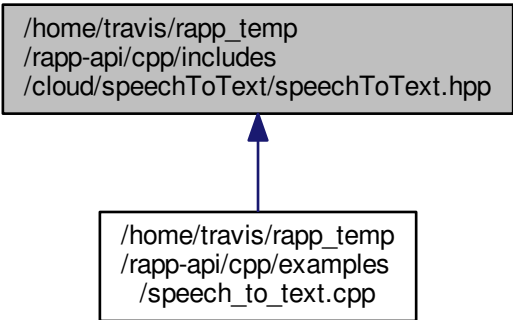 /home/travis/rapp_temp
/rapp-api/cpp/includes
/cloud/speechToText/speechToText.hpp
/home/travis/rapp_temp
/rapp-api/cpp/examples
/speech_to_text.cpp